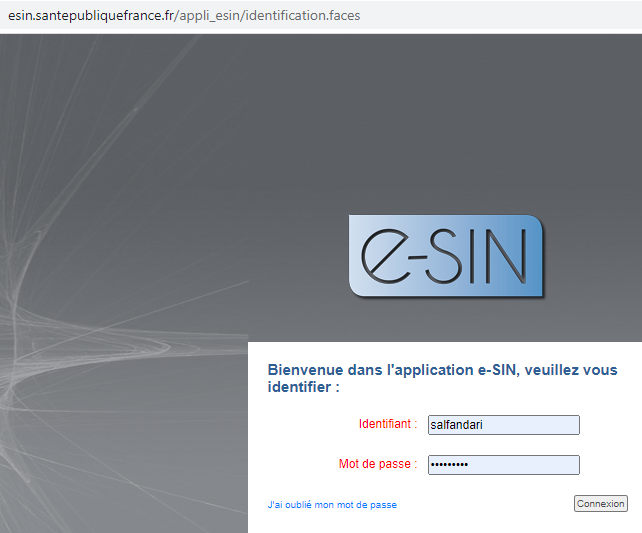 esin.santepubliquefrance.fr/appli_esin/identification.faces
e-SIN
Bienvenue dans l'application e-SIN, veuillez vous
identifier :
Identifiant : salfandari
Mot de passe : •••••••••
J'ai oublié mon mot de passe Connexion